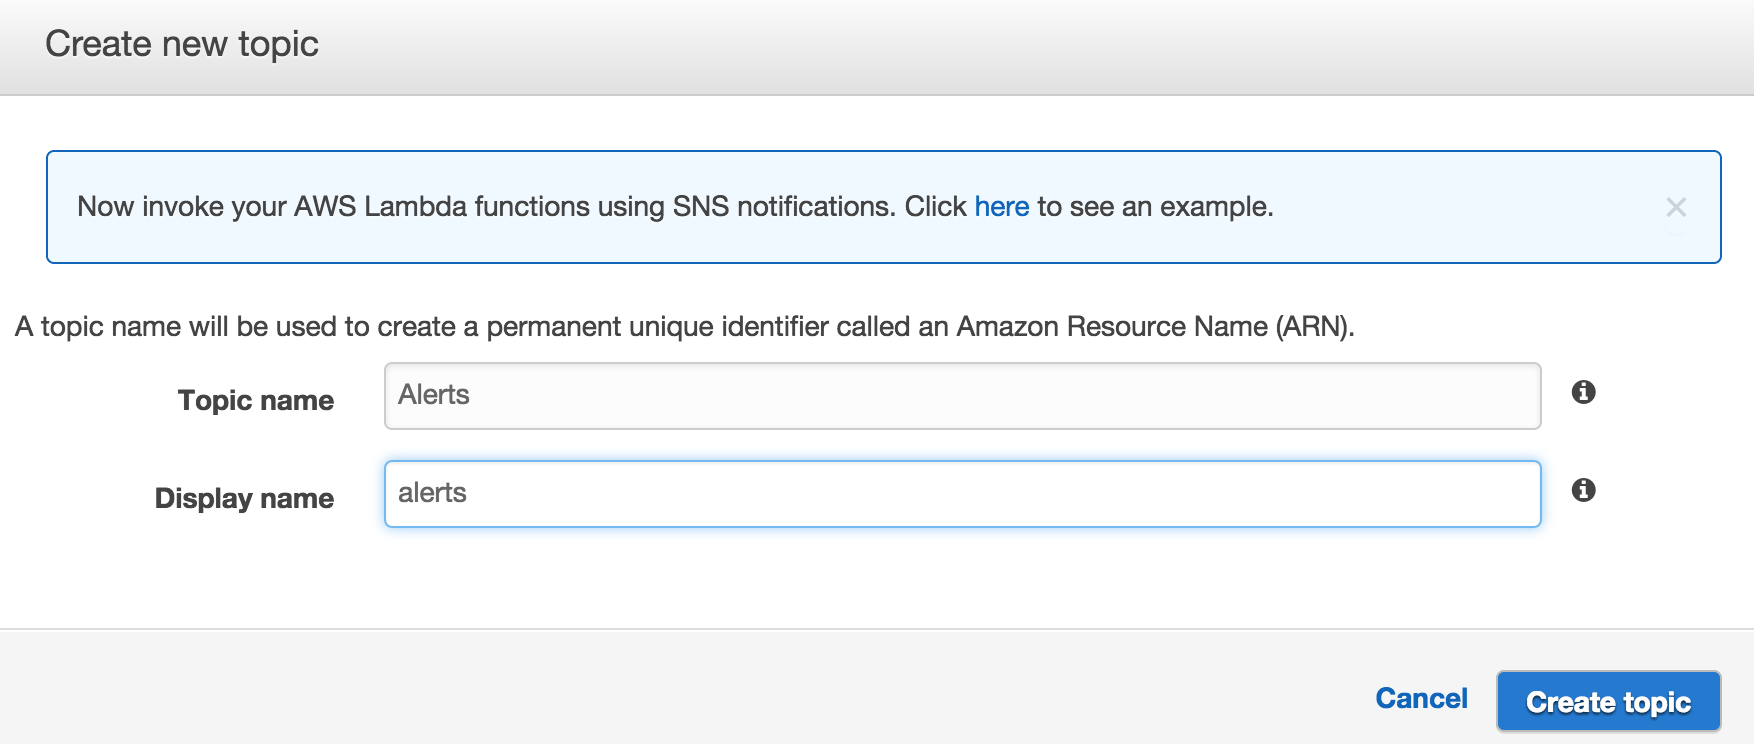 Create new topic
Now invoke your AWS Lambda functions using SNS notifications. Click here to see an example.
A topic name will be used to create a permanent unique identifier called an Amazon Resource Name (ARN).
Topic name Alerts
Display name alerts
Cancel Create topic